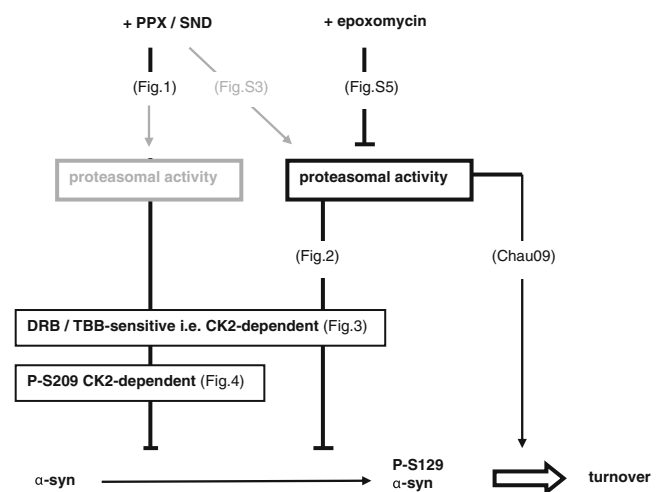 + PPX / SND
+ epoxomycin
(Fig.1)
(Fig.S3)
(Fig.S5)
proteasomal activity
proteasomal activity
(Fig.2)
(Chau09)
DRB / TBB-sensitive i.e. CK2-dependent (Fig.3)
P-S209 CK2-dependent (Fig.4)
α-syn
P-S129
α-syn
turnover